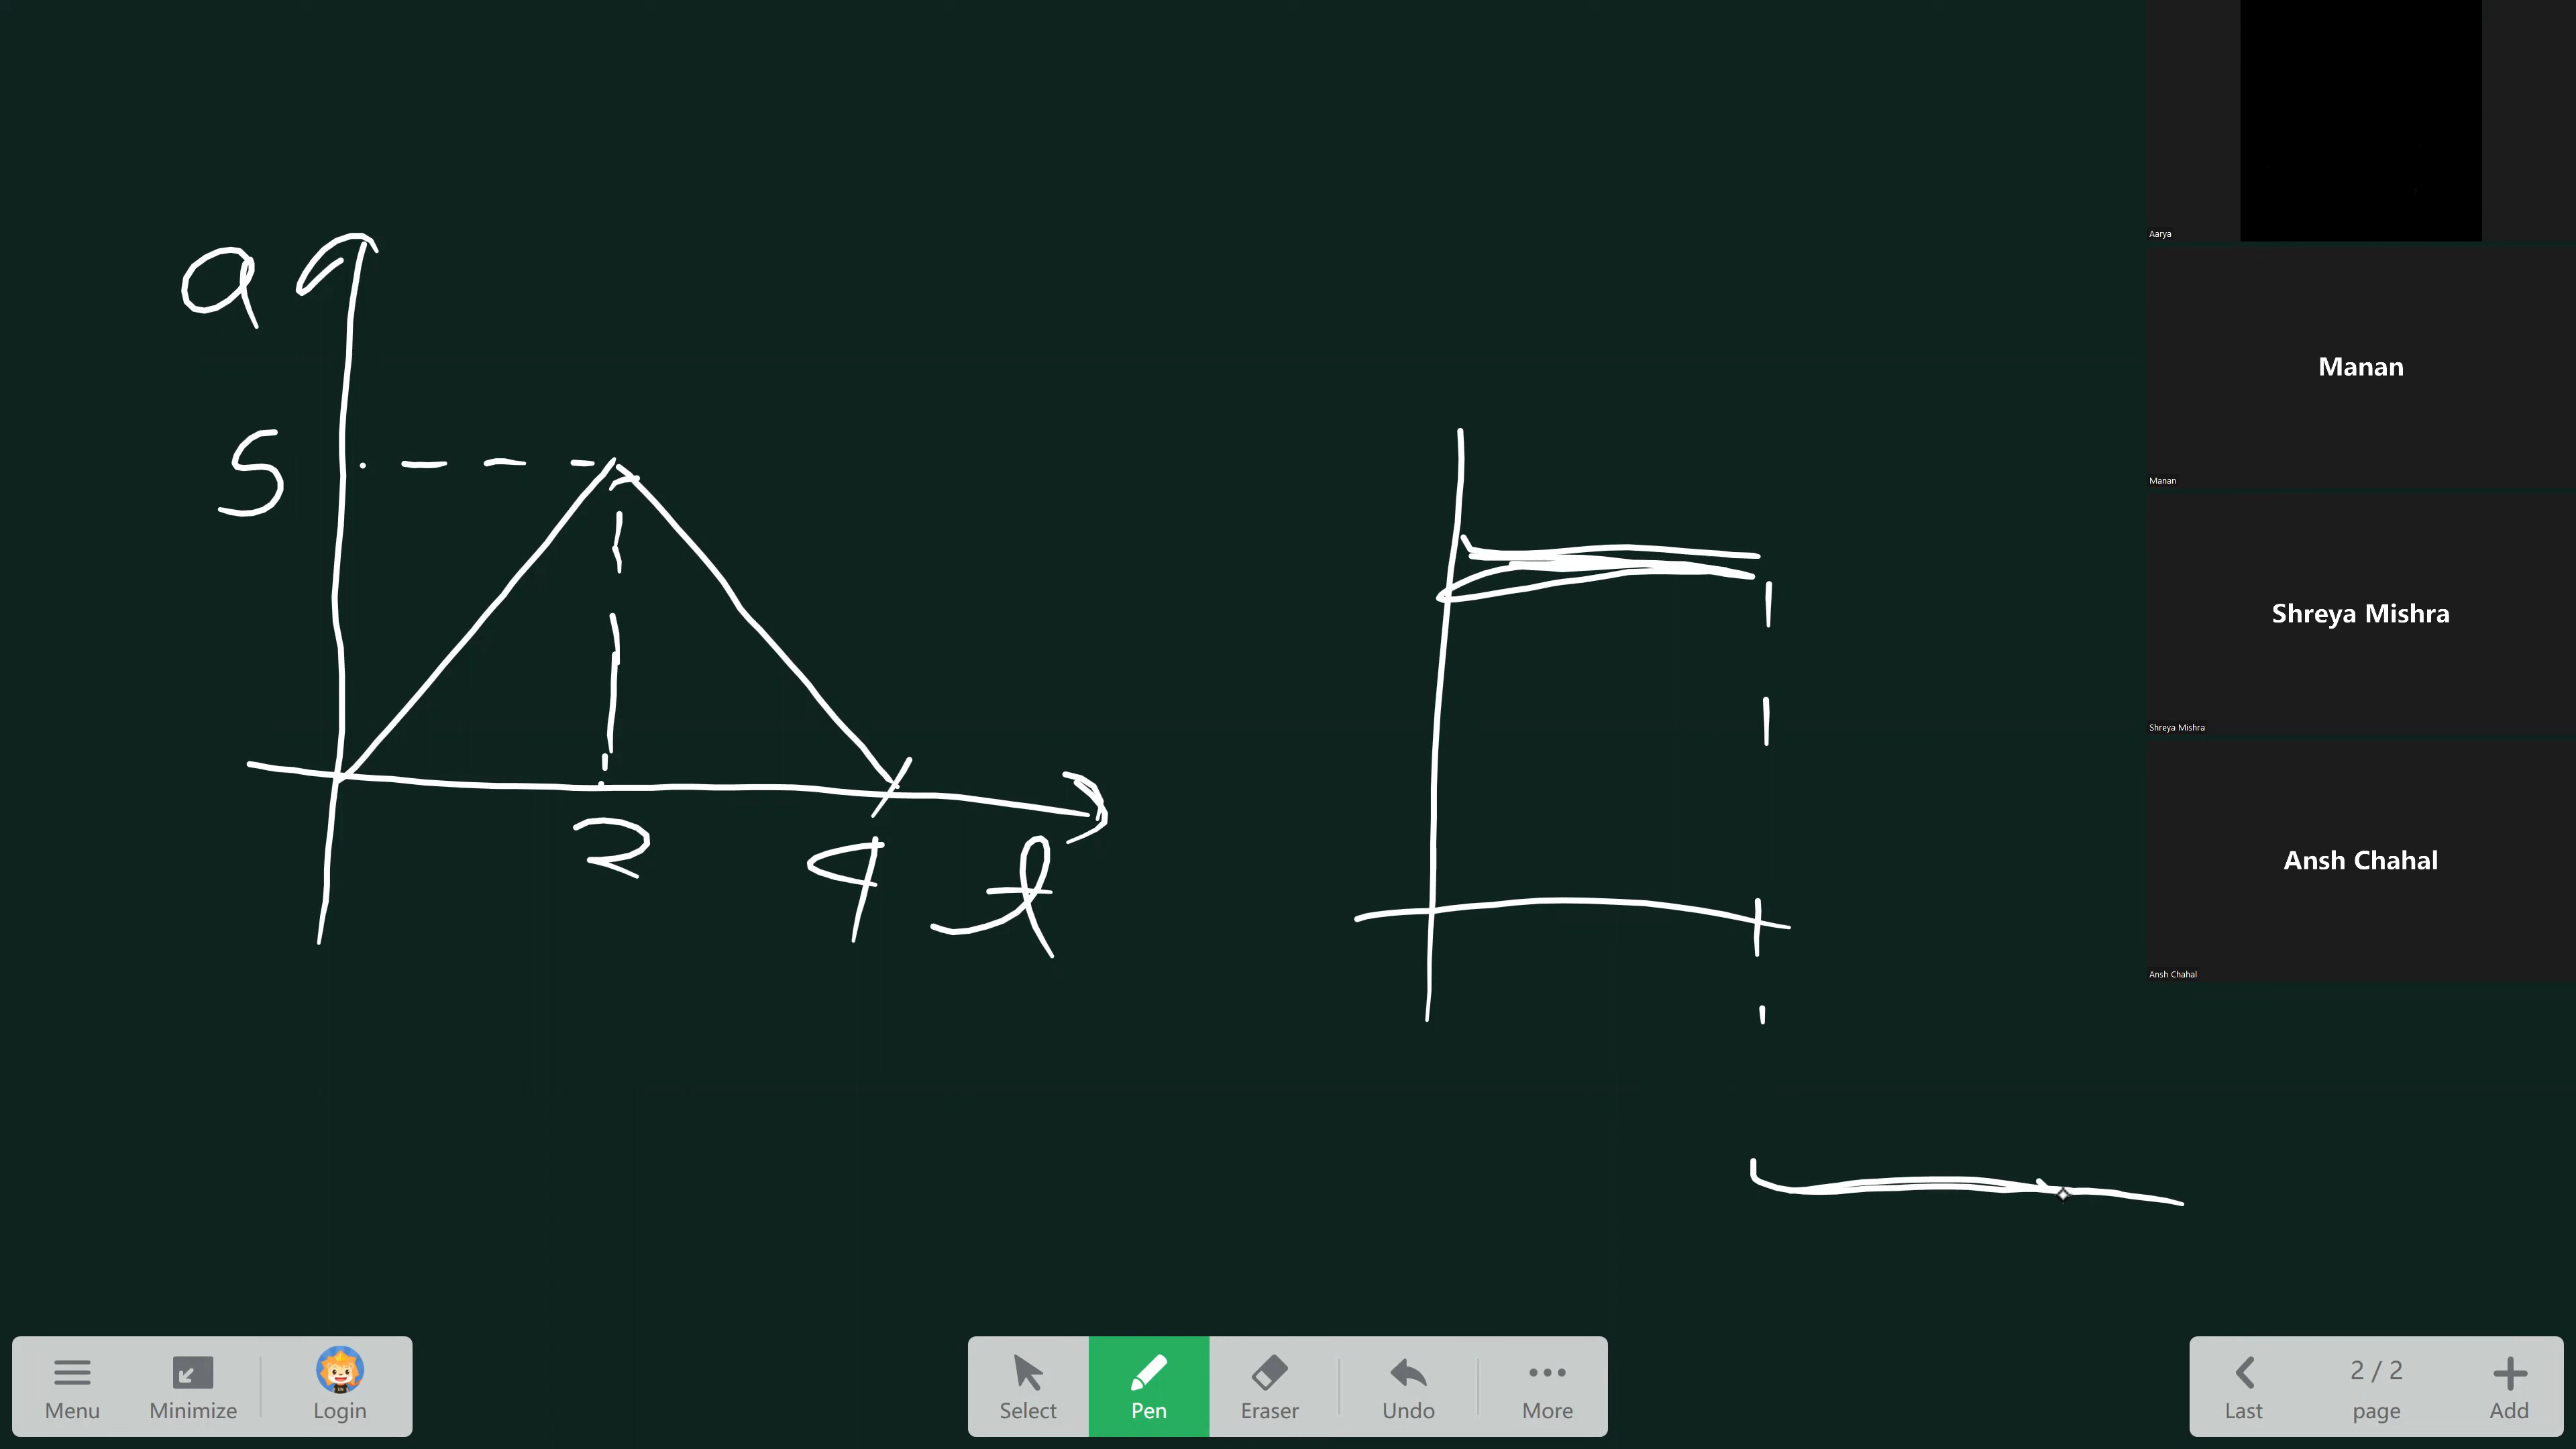 a
5
2
4
t
Aarya
Manan
Manan
Shreya Mishra
Shreya Mishra
Ansh Chahal
Ansh Chahal
Menu Minimize Login
Select Pen Eraser Undo More
2 / 2
Last page Add